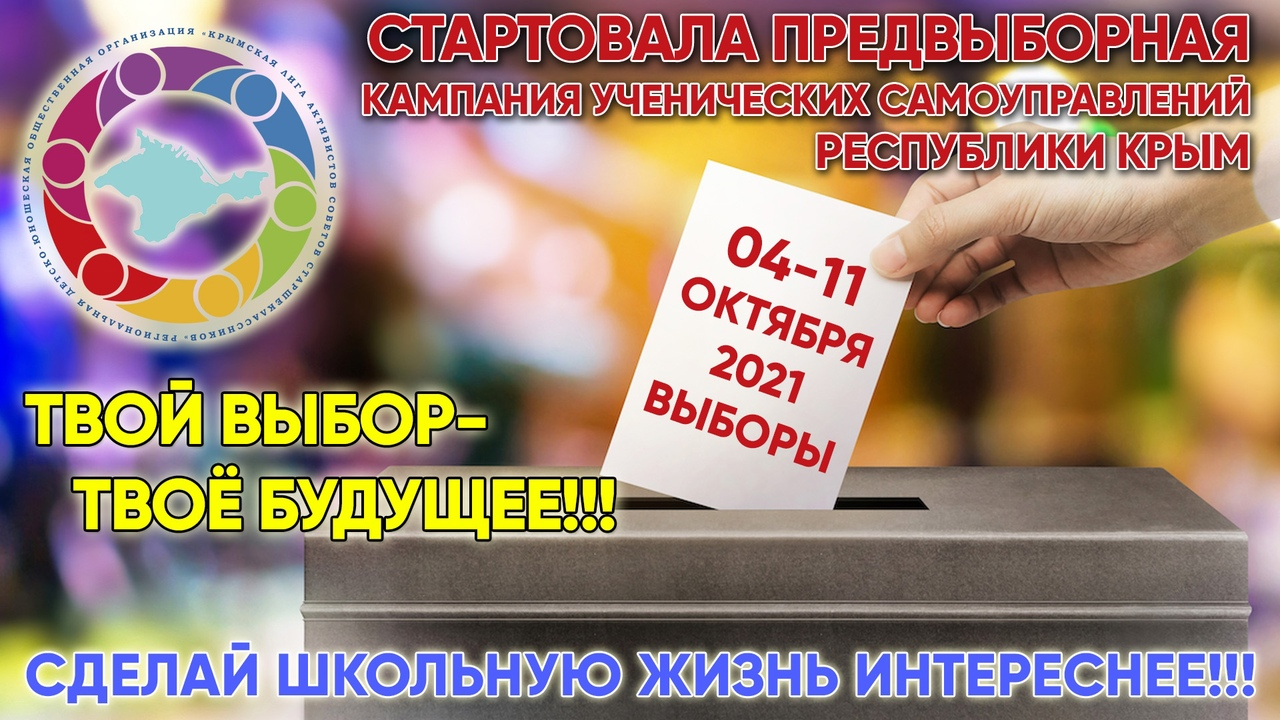 РЕГИОНАЛЬНАЯ ДЕТСКО-ЮНОШЕСКАЯ ОБЩЕСТВЕННАЯ ОРГАНИЗАЦИЯ "КРЫМСКАЯ ЛИГА АКТИВИСТОВ СОВЕТОВ СТАРШЕКЛАССНИКОВ"
СТАРТОВАЛА ПРЕДВЫБОРНАЯ
КАМПАНИЯ УЧЕНИЧЕСКИХ САМОУПРАВЛЕНИЙ
РЕСПУБЛИКИ КРЫМ
04-11
ОКТЯБРЯ
2021
ВЫБОРЫ
ТВОЙ ВЫБОР-
ТВОЁ БУДУЩЕЕ!!!
СДЕЛАЙ ШКОЛЬНУЮ ЖИЗНЬ ИНТЕРЕСНЕЕ!!!